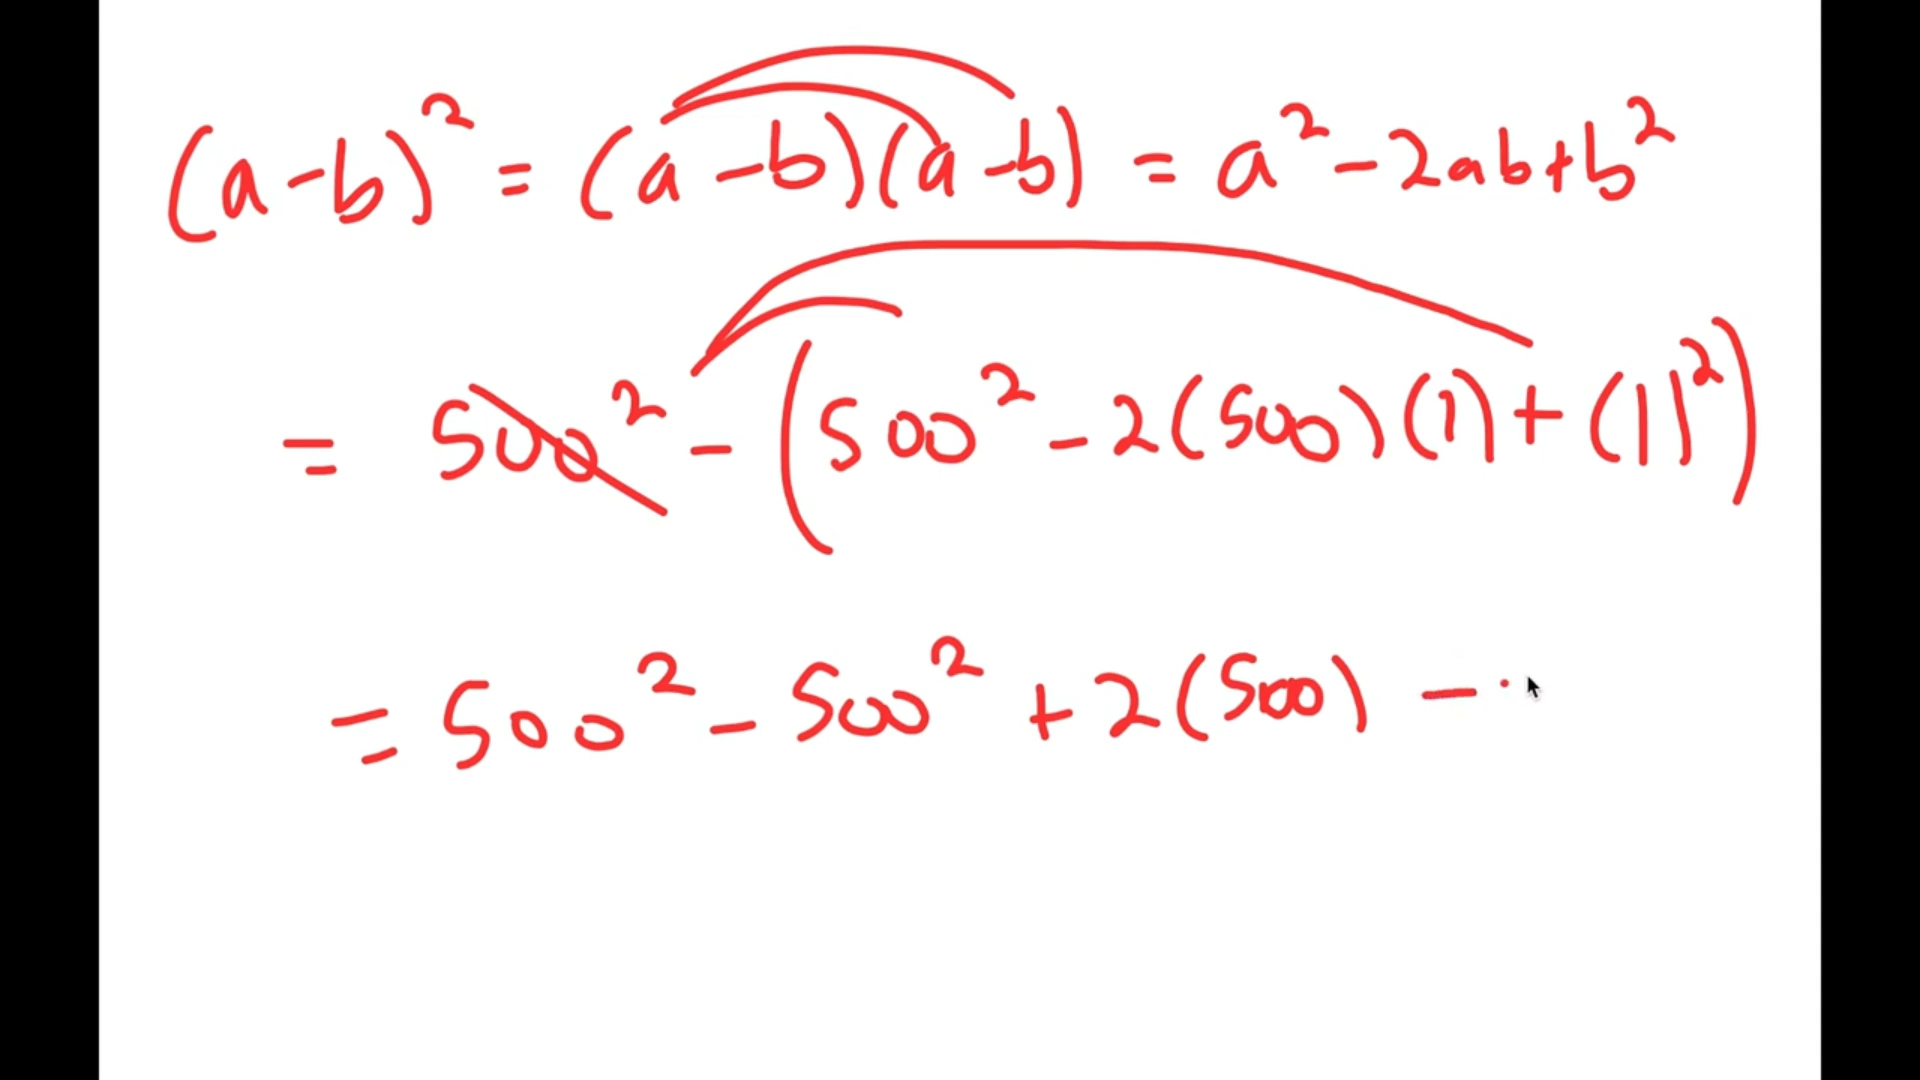 (a-b)² = (a-b)(a-b) = a²-2ab+b²
= 500² - (500² - 2(500)(1) + (1)²)
= 500² - 500² + 2(500) -